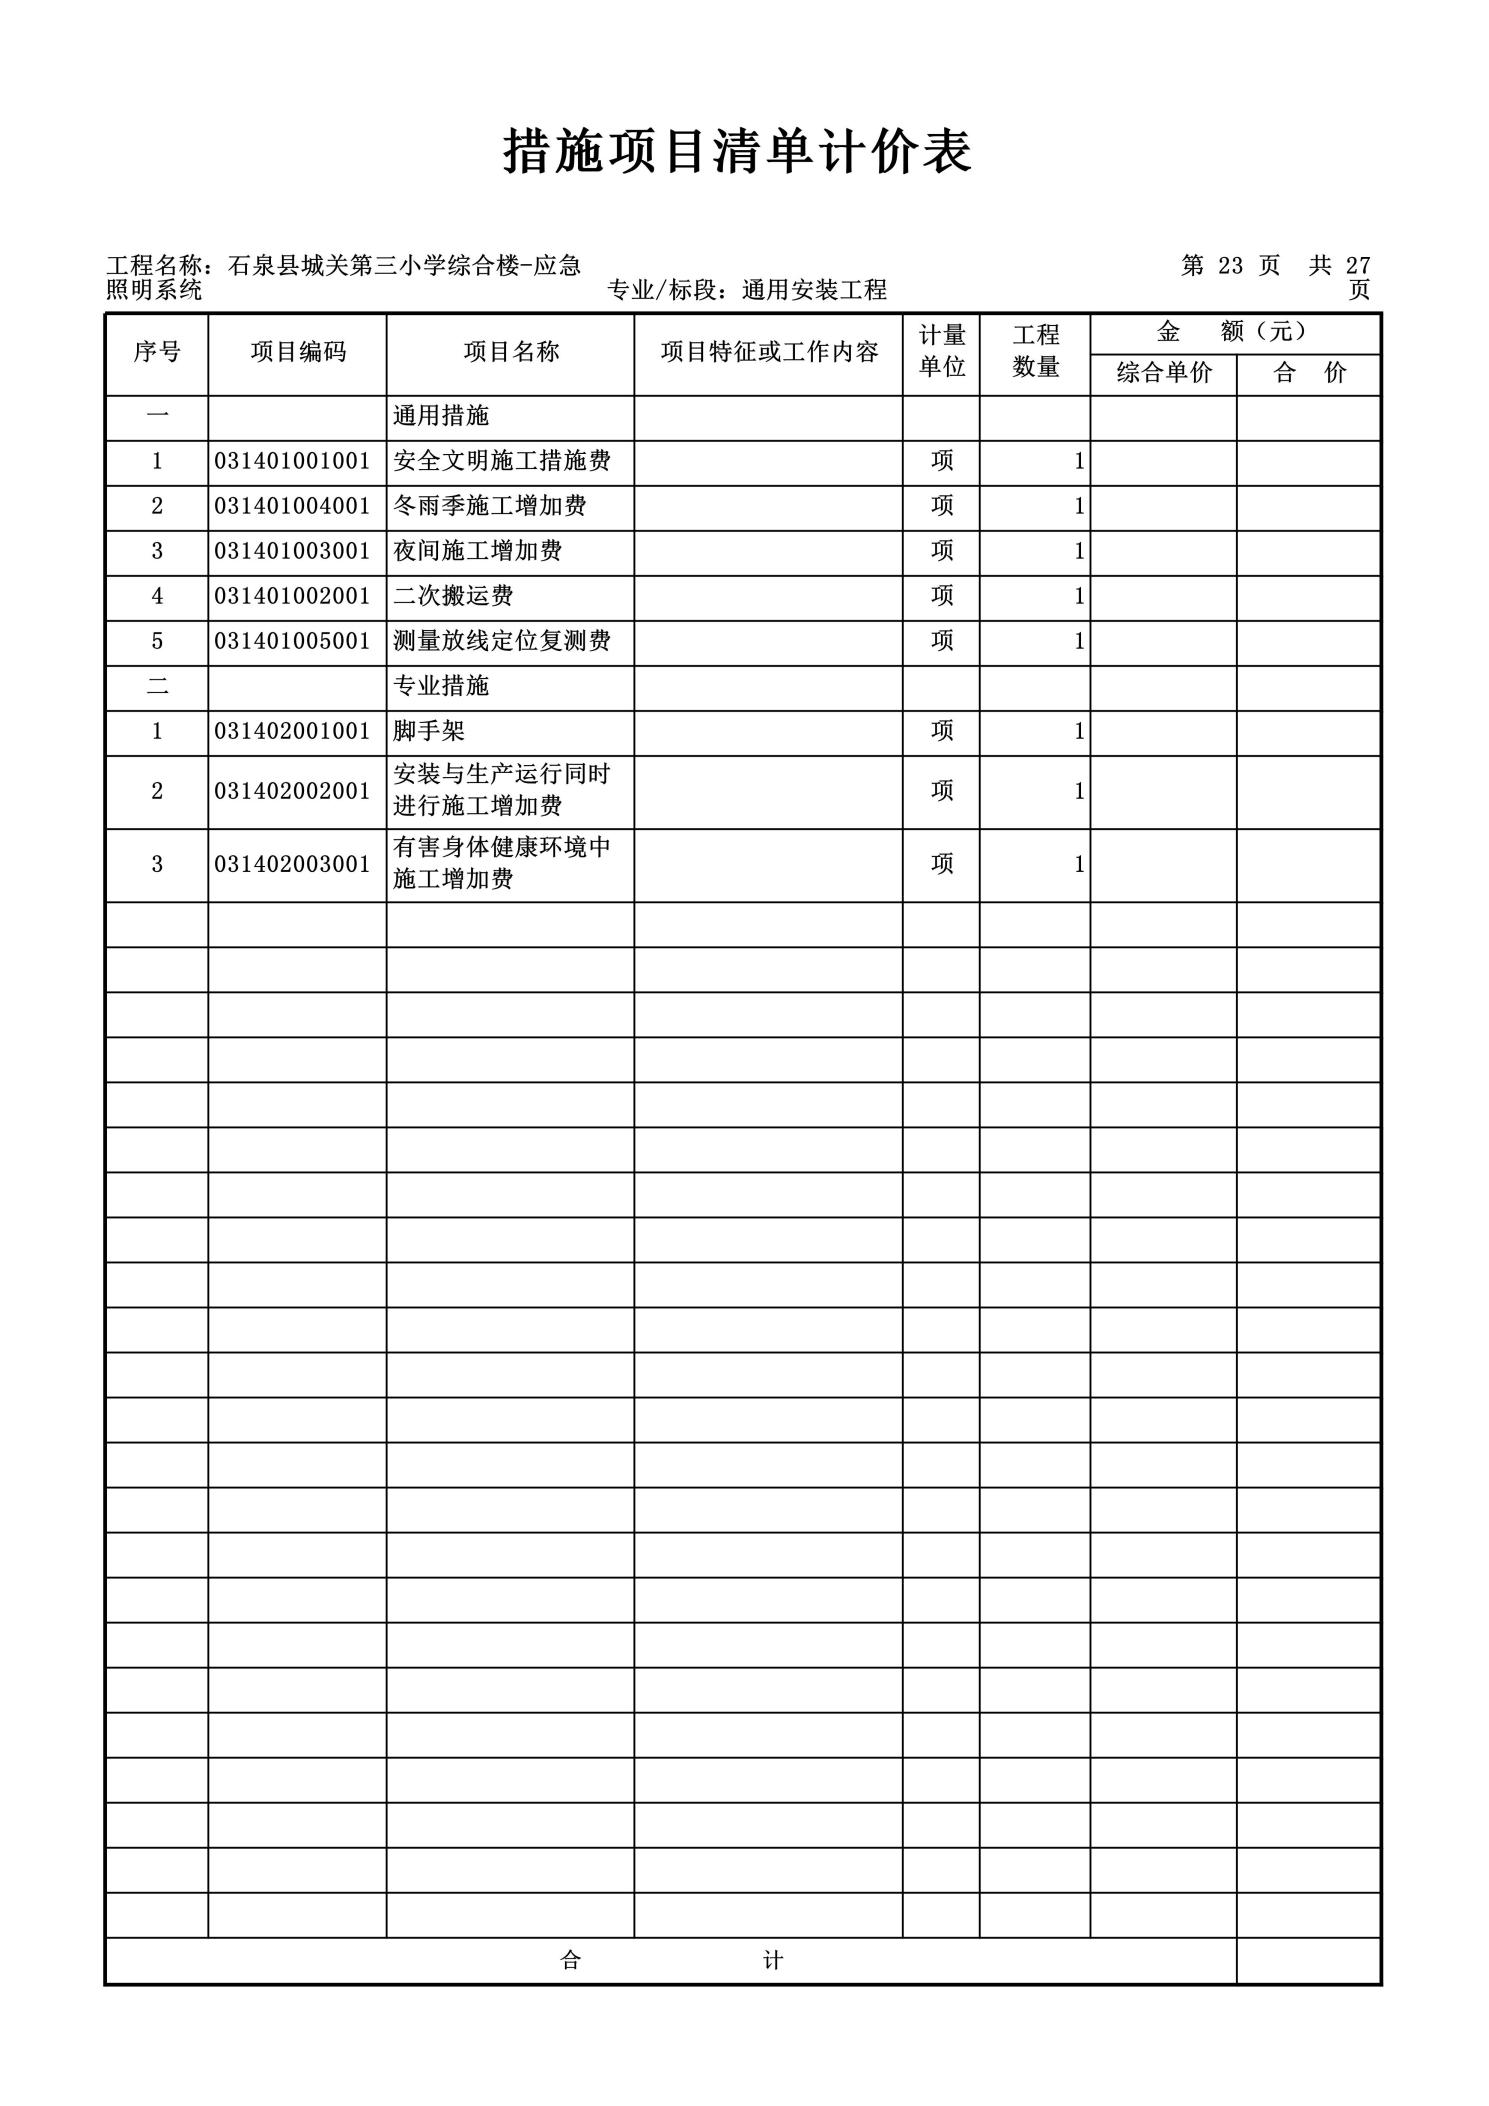 措施项目清单计价表
工程名称：石泉县城关第三小学综合楼-应急
照明系统
专业/标段：通用安装工程
第 23 页 共 27
页
序号 项目编码 项目名称 项目特征或工作内容 计量单位 工程数量 金 额（元）
综合单价 合 价
一 通用措施
1 031401001001 安全文明施工措施费 项 1
2 031401004001 冬雨季施工增加费 项 1
3 031401003001 夜间施工增加费 项 1
4 031401002001 二次搬运费 项 1
5 031401005001 测量放线定位复测费 项 1
二 专业措施
1 031402001001 脚手架 项 1
2 031402002001 安装与生产运行同时
进行施工增加费 项 1
3 031402003001 有害身体健康环境中
施工增加费 项 1
合 计